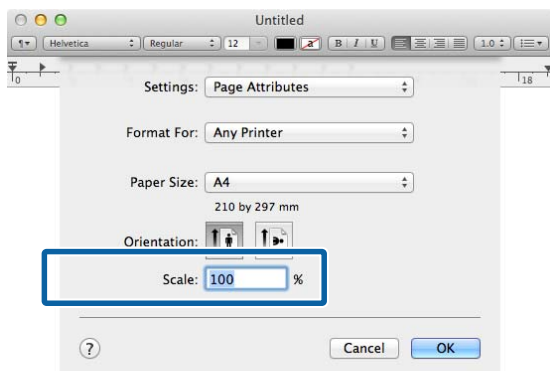 Untitled
¶ Helvetica Regular 12 a B I U 1.0
0 18
Settings: Page Attributes
Format For: Any Printer
Paper Size: A4
210 by 297 mm
Orientation:
Scale: 100 %
? Cancel OK